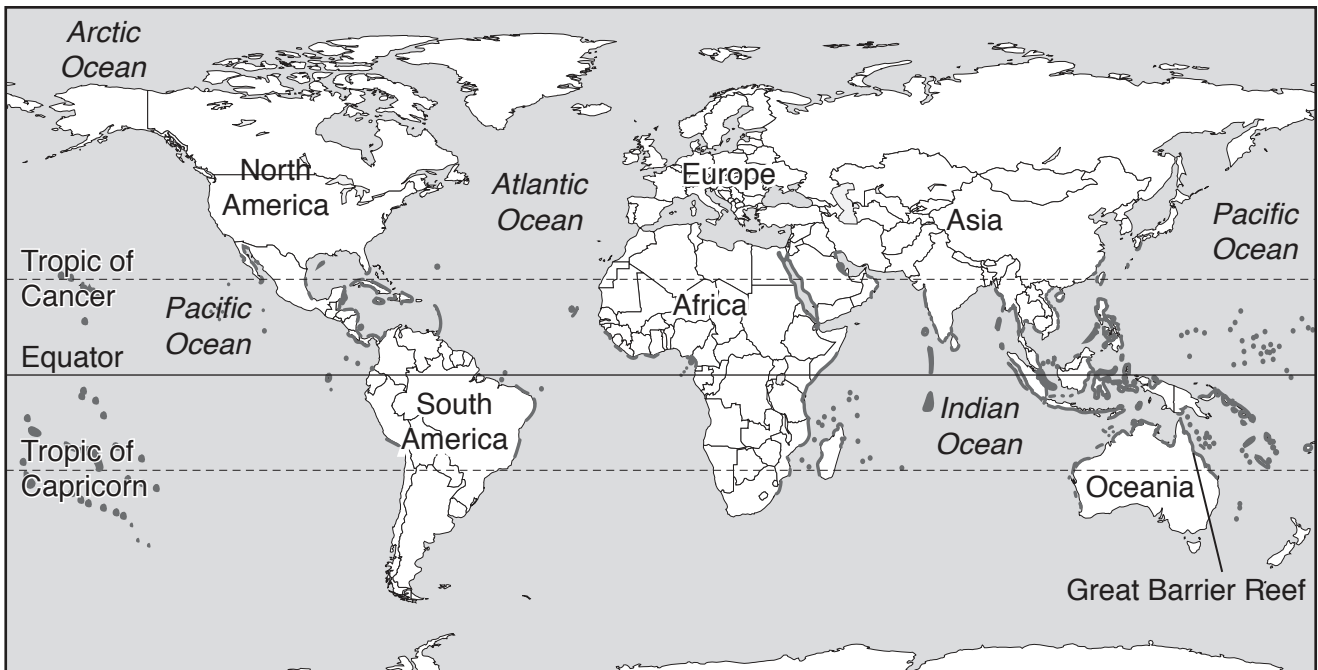 Arctic
Ocean
North
America
Atlantic
Ocean
Europe
Asia
Pacific
Ocean
Tropic of
Cancer
Pacific
Ocean
Africa
Equator
South
America
Indian
Ocean
Tropic of
Capricorn
Oceania
Great Barrier Reef